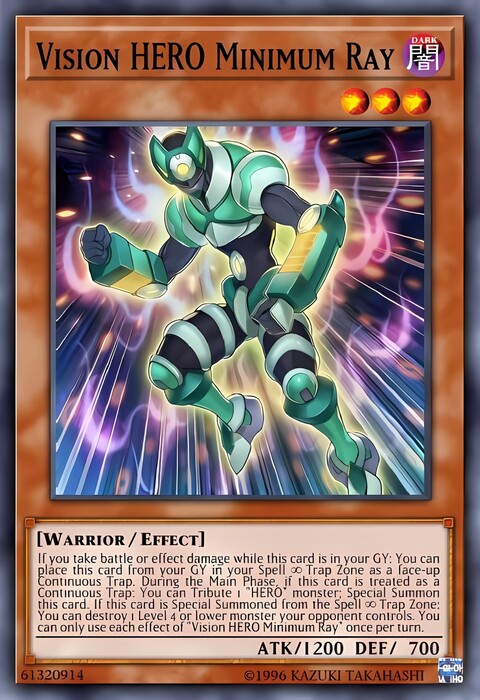 Vision HERO Minimum Ray
DARK
闇
[Warrior / Effect]
If you take battle or effect damage while this card is in your GY: You can
place this card from your GY in your Spell ∞ Trap Zone as a face-up
Continuous Trap. During the Main Phase, if this card is treated as a
Continuous Trap: You can Tribute 1 "HERO" monster; Special Summon
this card. If this card is Special Summoned from the Spell ∞ Trap Zone:
You can destroy 1 Level 4 or lower monster your opponent controls. You
can only use each effect of "Vision HERO Minimum Ray" once per turn.
ATK/1200 DEF/ 700
61320914 ©1996 KAZUKI TAKAHASHI